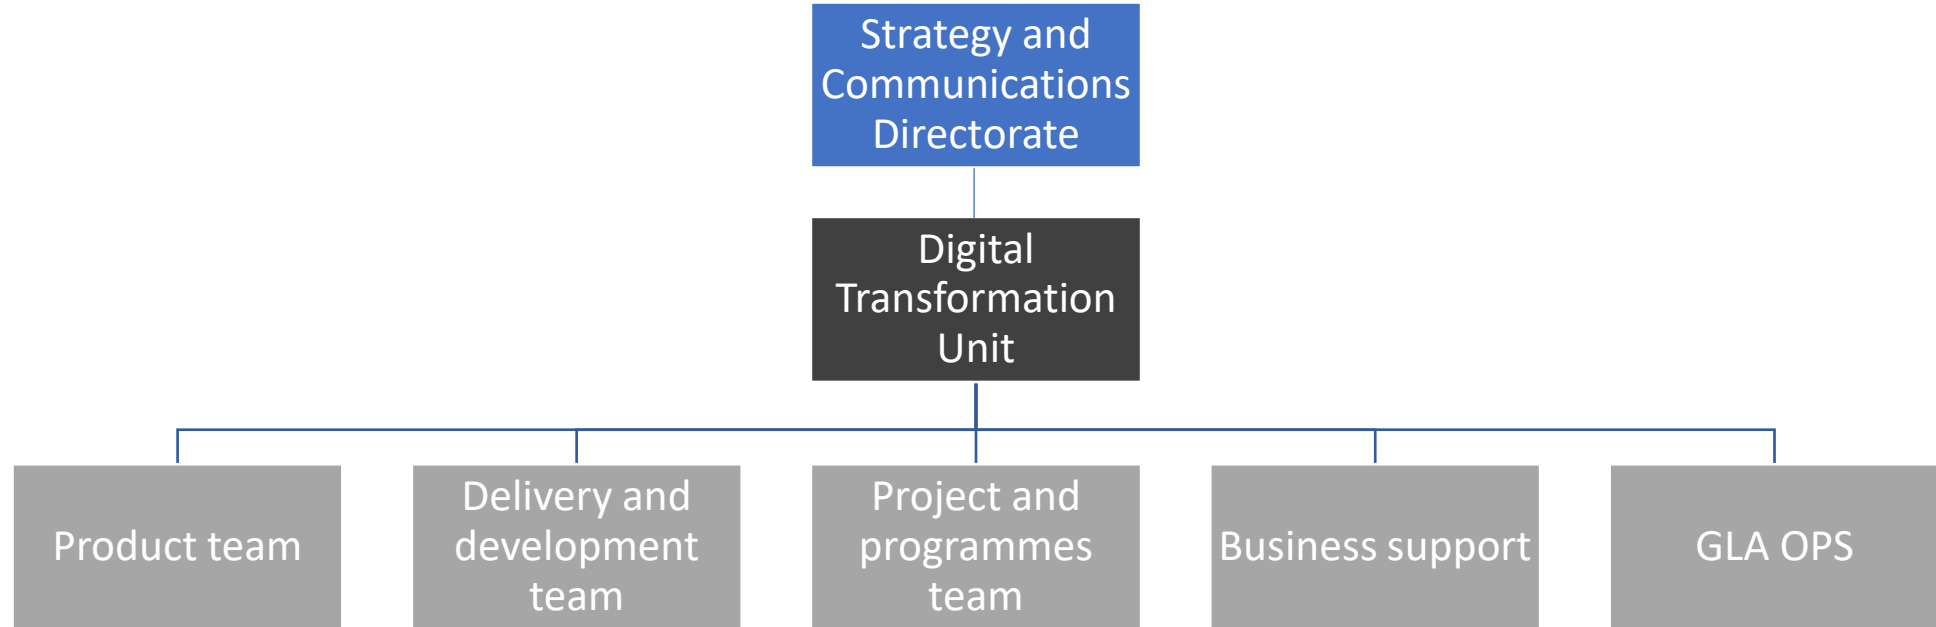 Strategy and
Communications
Directorate
Digital
Transformation
Unit
Product team
Delivery and
development
team
Project and
programmes
team
Business support
GLA OPS